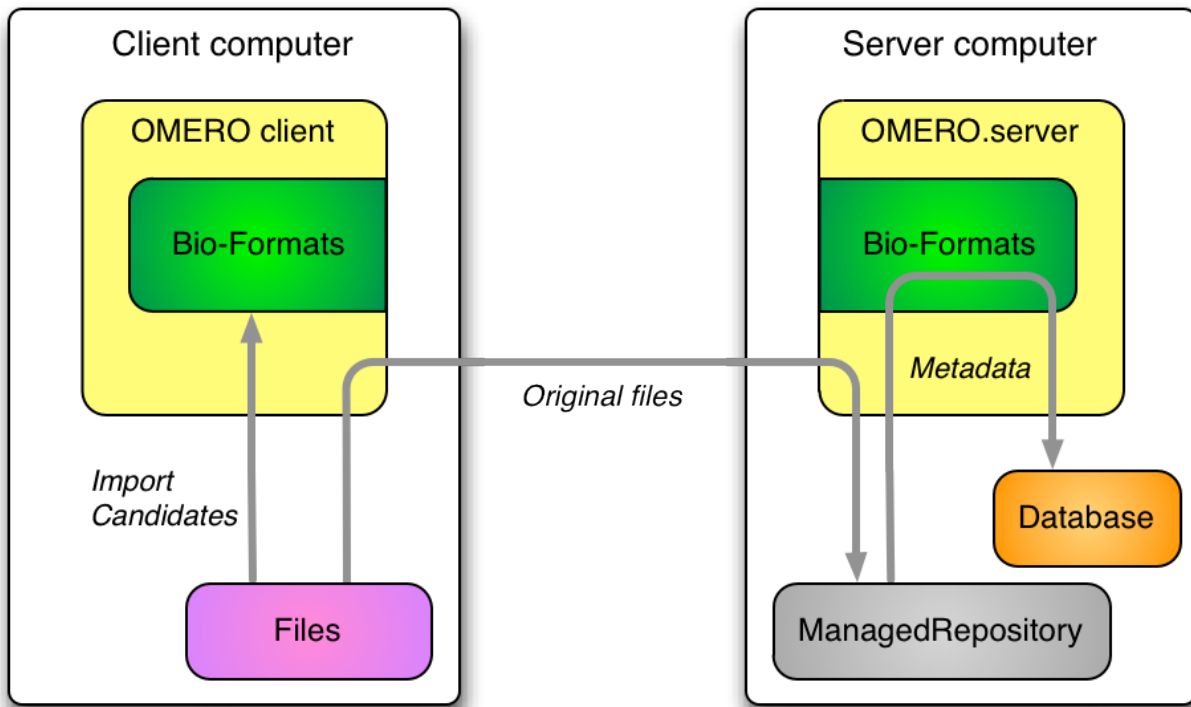 Client computer
OMERO client
Bio-Formats
Import
Candidates
Files
Original files
Server computer
OMERO.server
Bio-Formats
Metadata
Database
ManagedRepository